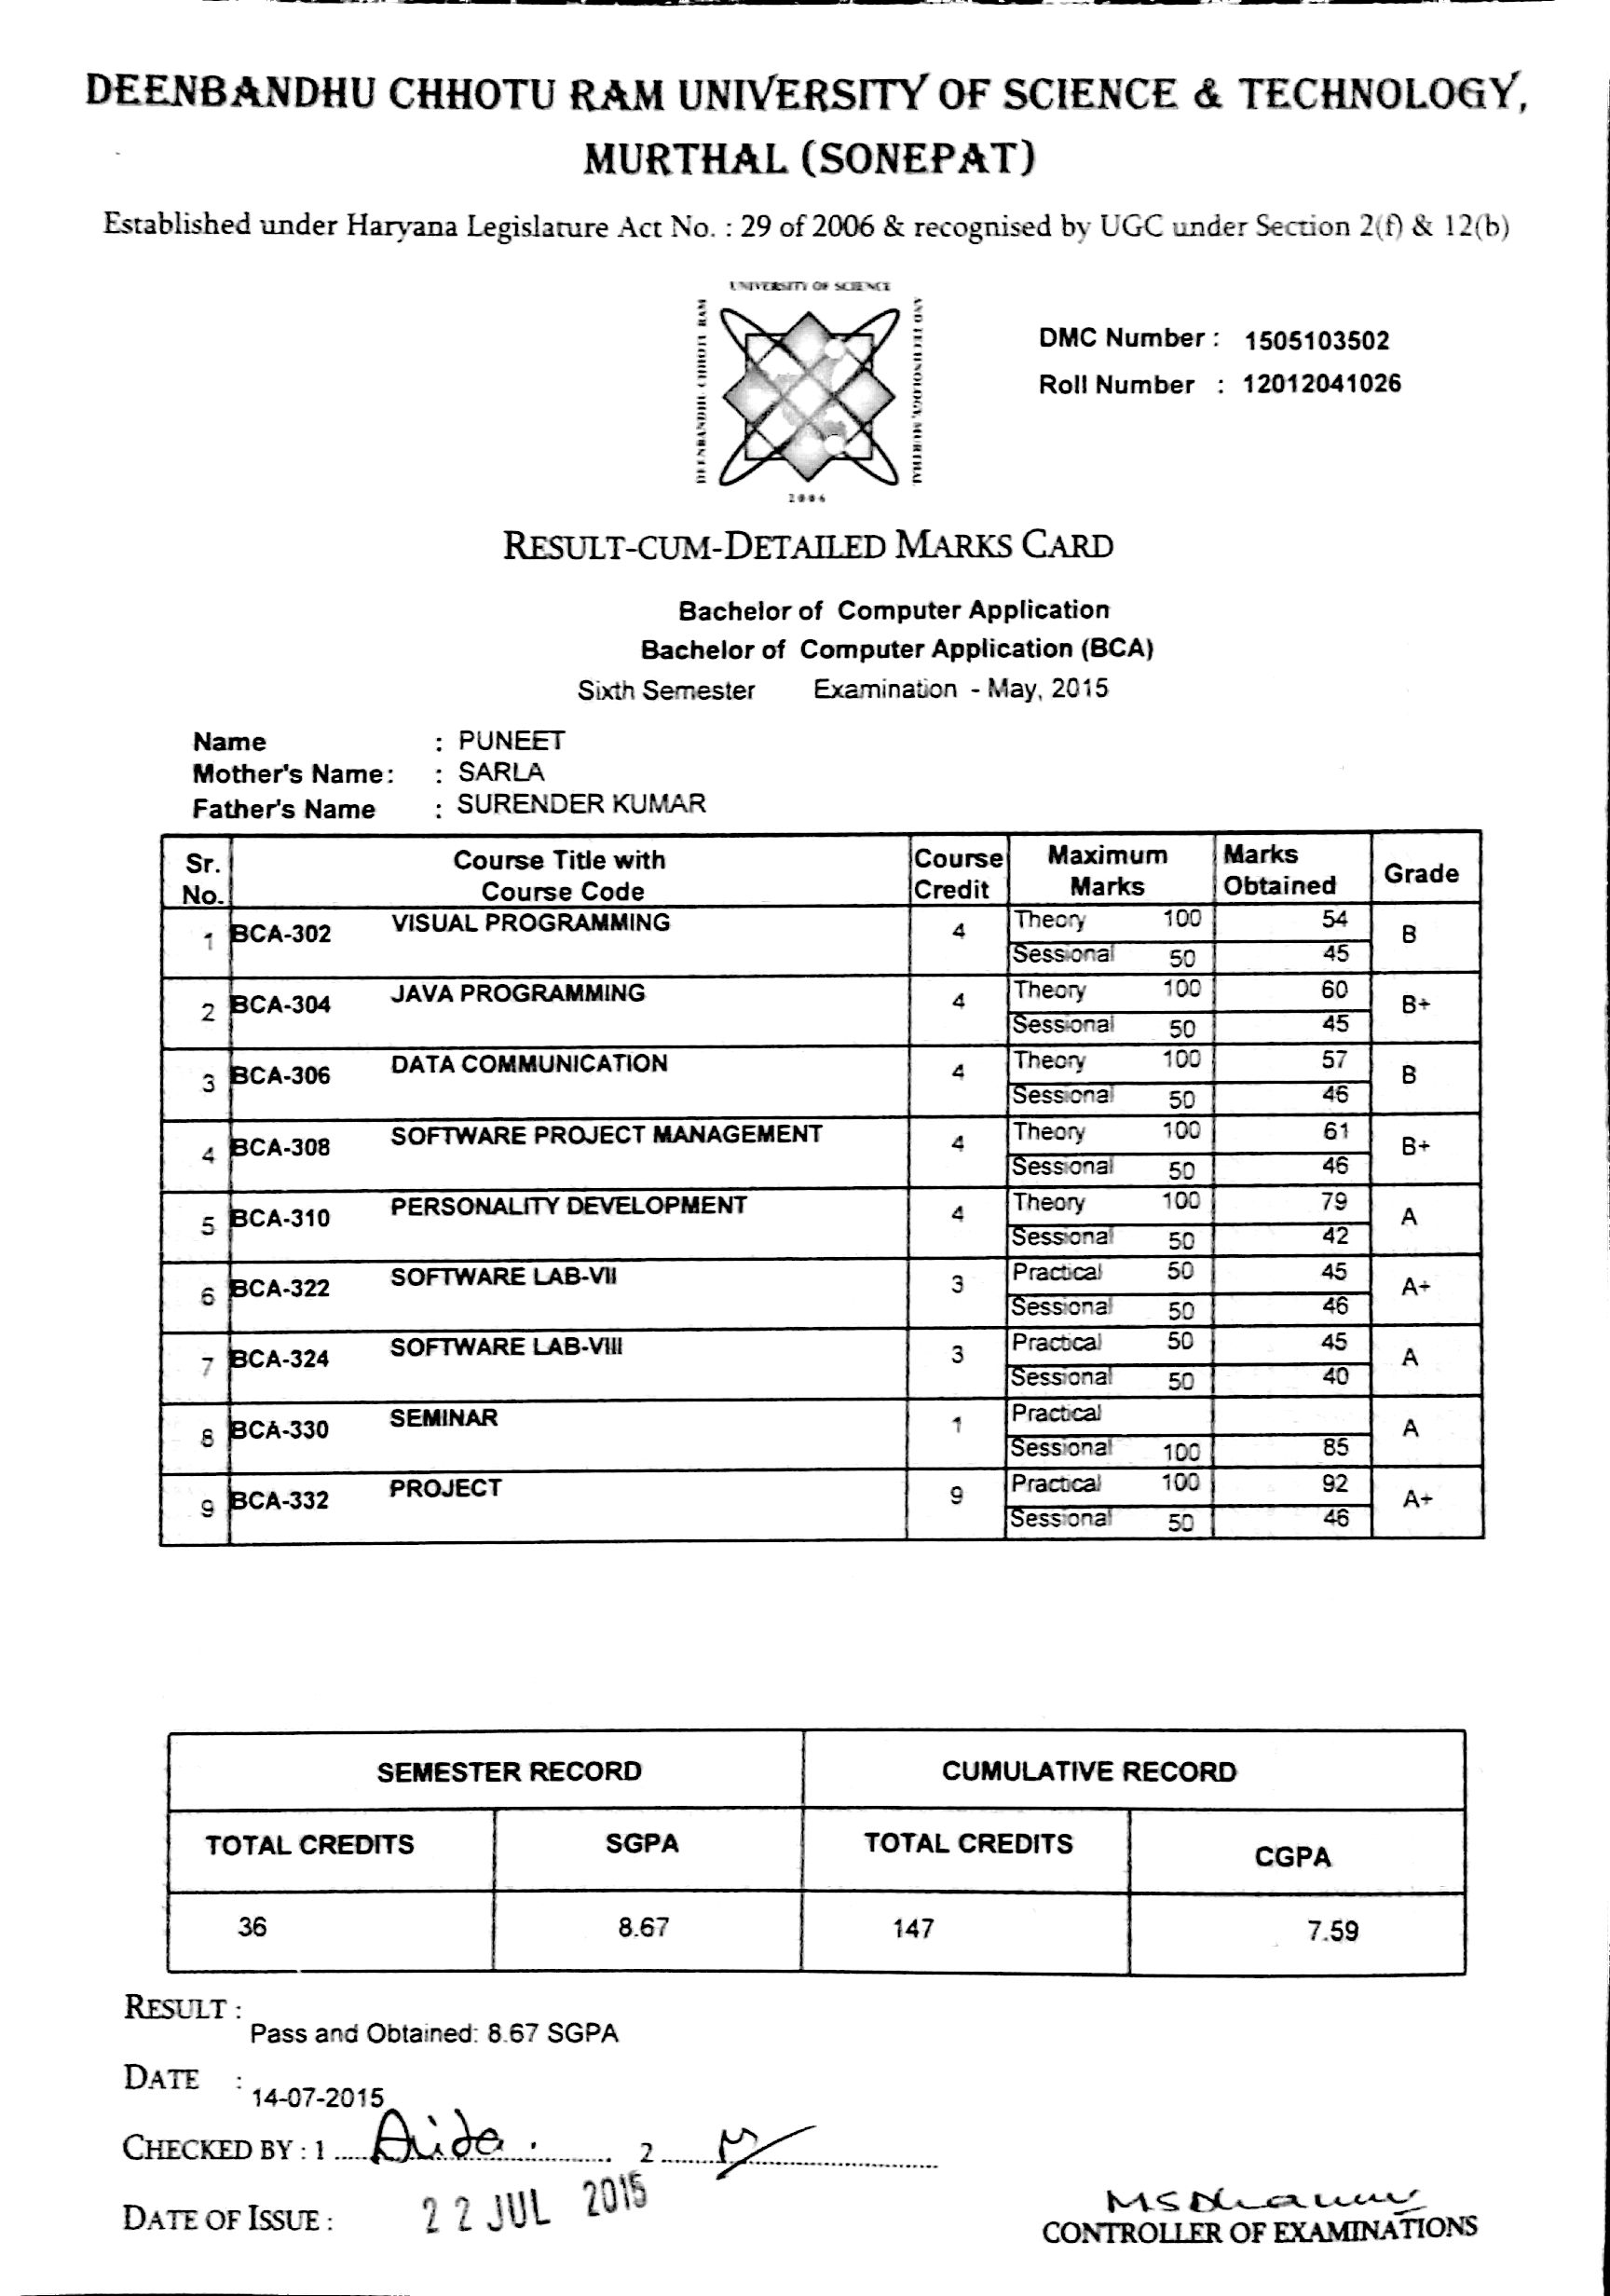 DEENBANDHU CHHOTU RAM UNIVERSITY OF SCIENCE & TECHNOLOGY,
MURTHAL (SONEPAT)
Established under Haryana Legislature Act No. : 29 of 2006 & recognised by UGC under Section 2(f) & 12(b)
UNIVERSITY OF SCIENCE
DEENBANDHU CHHOTU RAM
AND TECHNOLOGY, MURTHAL
2006
DMC Number : 1505103502
Roll Number : 12012041026
RESULT-CUM-DETAILED MARKS CARD
Bachelor of Computer Application
Bachelor of Computer Application (BCA)
Sixth Semester Examination - May, 2015
Name : PUNEET
Mother's Name: : SARLA
Father's Name : SURENDER KUMAR
Sr. No. Course Title with Course Code Course Credit Maximum Marks Marks Obtained Grade
1 BCA-302 VISUAL PROGRAMMING 4 Theory 100 54 B
Sessional 50 45
2 BCA-304 JAVA PROGRAMMING 4 Theory 100 60 B+
Sessional 50 45
3 BCA-306 DATA COMMUNICATION 4 Theory 100 57 B
Sessional 50 46
4 BCA-308 SOFTWARE PROJECT MANAGEMENT 4 Theory 100 61 B+
Sessional 50 46
5 BCA-310 PERSONALITY DEVELOPMENT 4 Theory 100 79 A
Sessional 50 42
6 BCA-322 SOFTWARE LAB-VII 3 Practical 50 45 A+
Sessional 50 46
7 BCA-324 SOFTWARE LAB-VIII 3 Practical 50 45 A
Sessional 50 40
8 BCA-330 SEMINAR 1 Practical A
Sessional 100 85
9 BCA-332 PROJECT 9 Practical 100 92 A+
Sessional 50 46
SEMESTER RECORD CUMULATIVE RECORD
TOTAL CREDITS SGPA TOTAL CREDITS CGPA
36 8.67 147 7.59
RESULT :
Pass and Obtained: 8.67 SGPA
DATE :
14-07-2015
CHECKED BY : 1 2
DATE OF ISSUE : 22 JUL 2015
CONTROLLER OF EXAMINATIONS